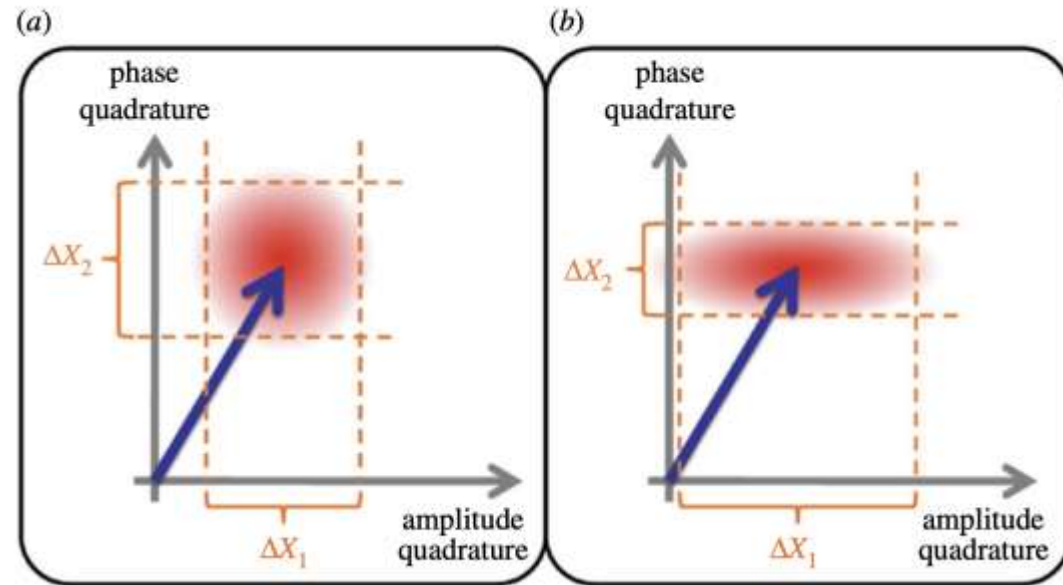 (a)
phase
quadrature
ΔX₂
ΔX₁
amplitude
quadrature
(b)
phase
quadrature
ΔX₂
ΔX₁
amplitude
quadrature